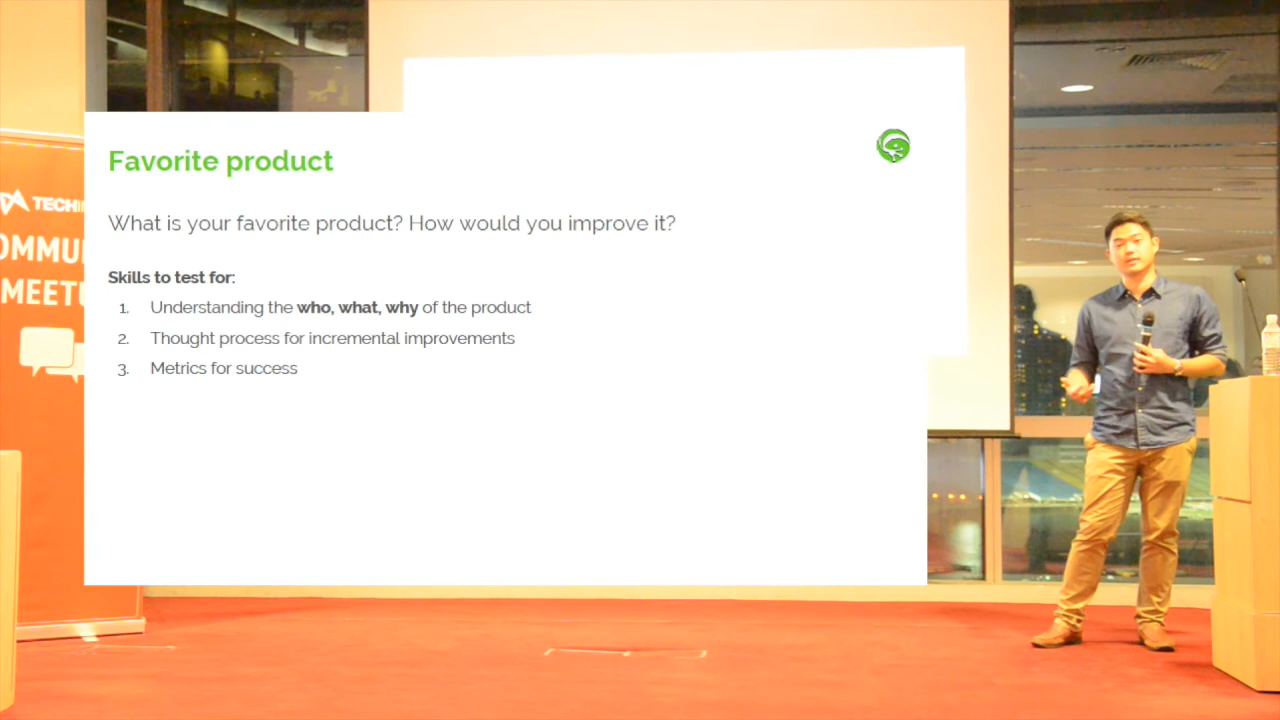 Favorite product
What is your favorite product? How would you improve it?
Skills to test for:
1. Understanding the who, what, why of the product
2. Thought process for incremental improvements
3. Metrics for success